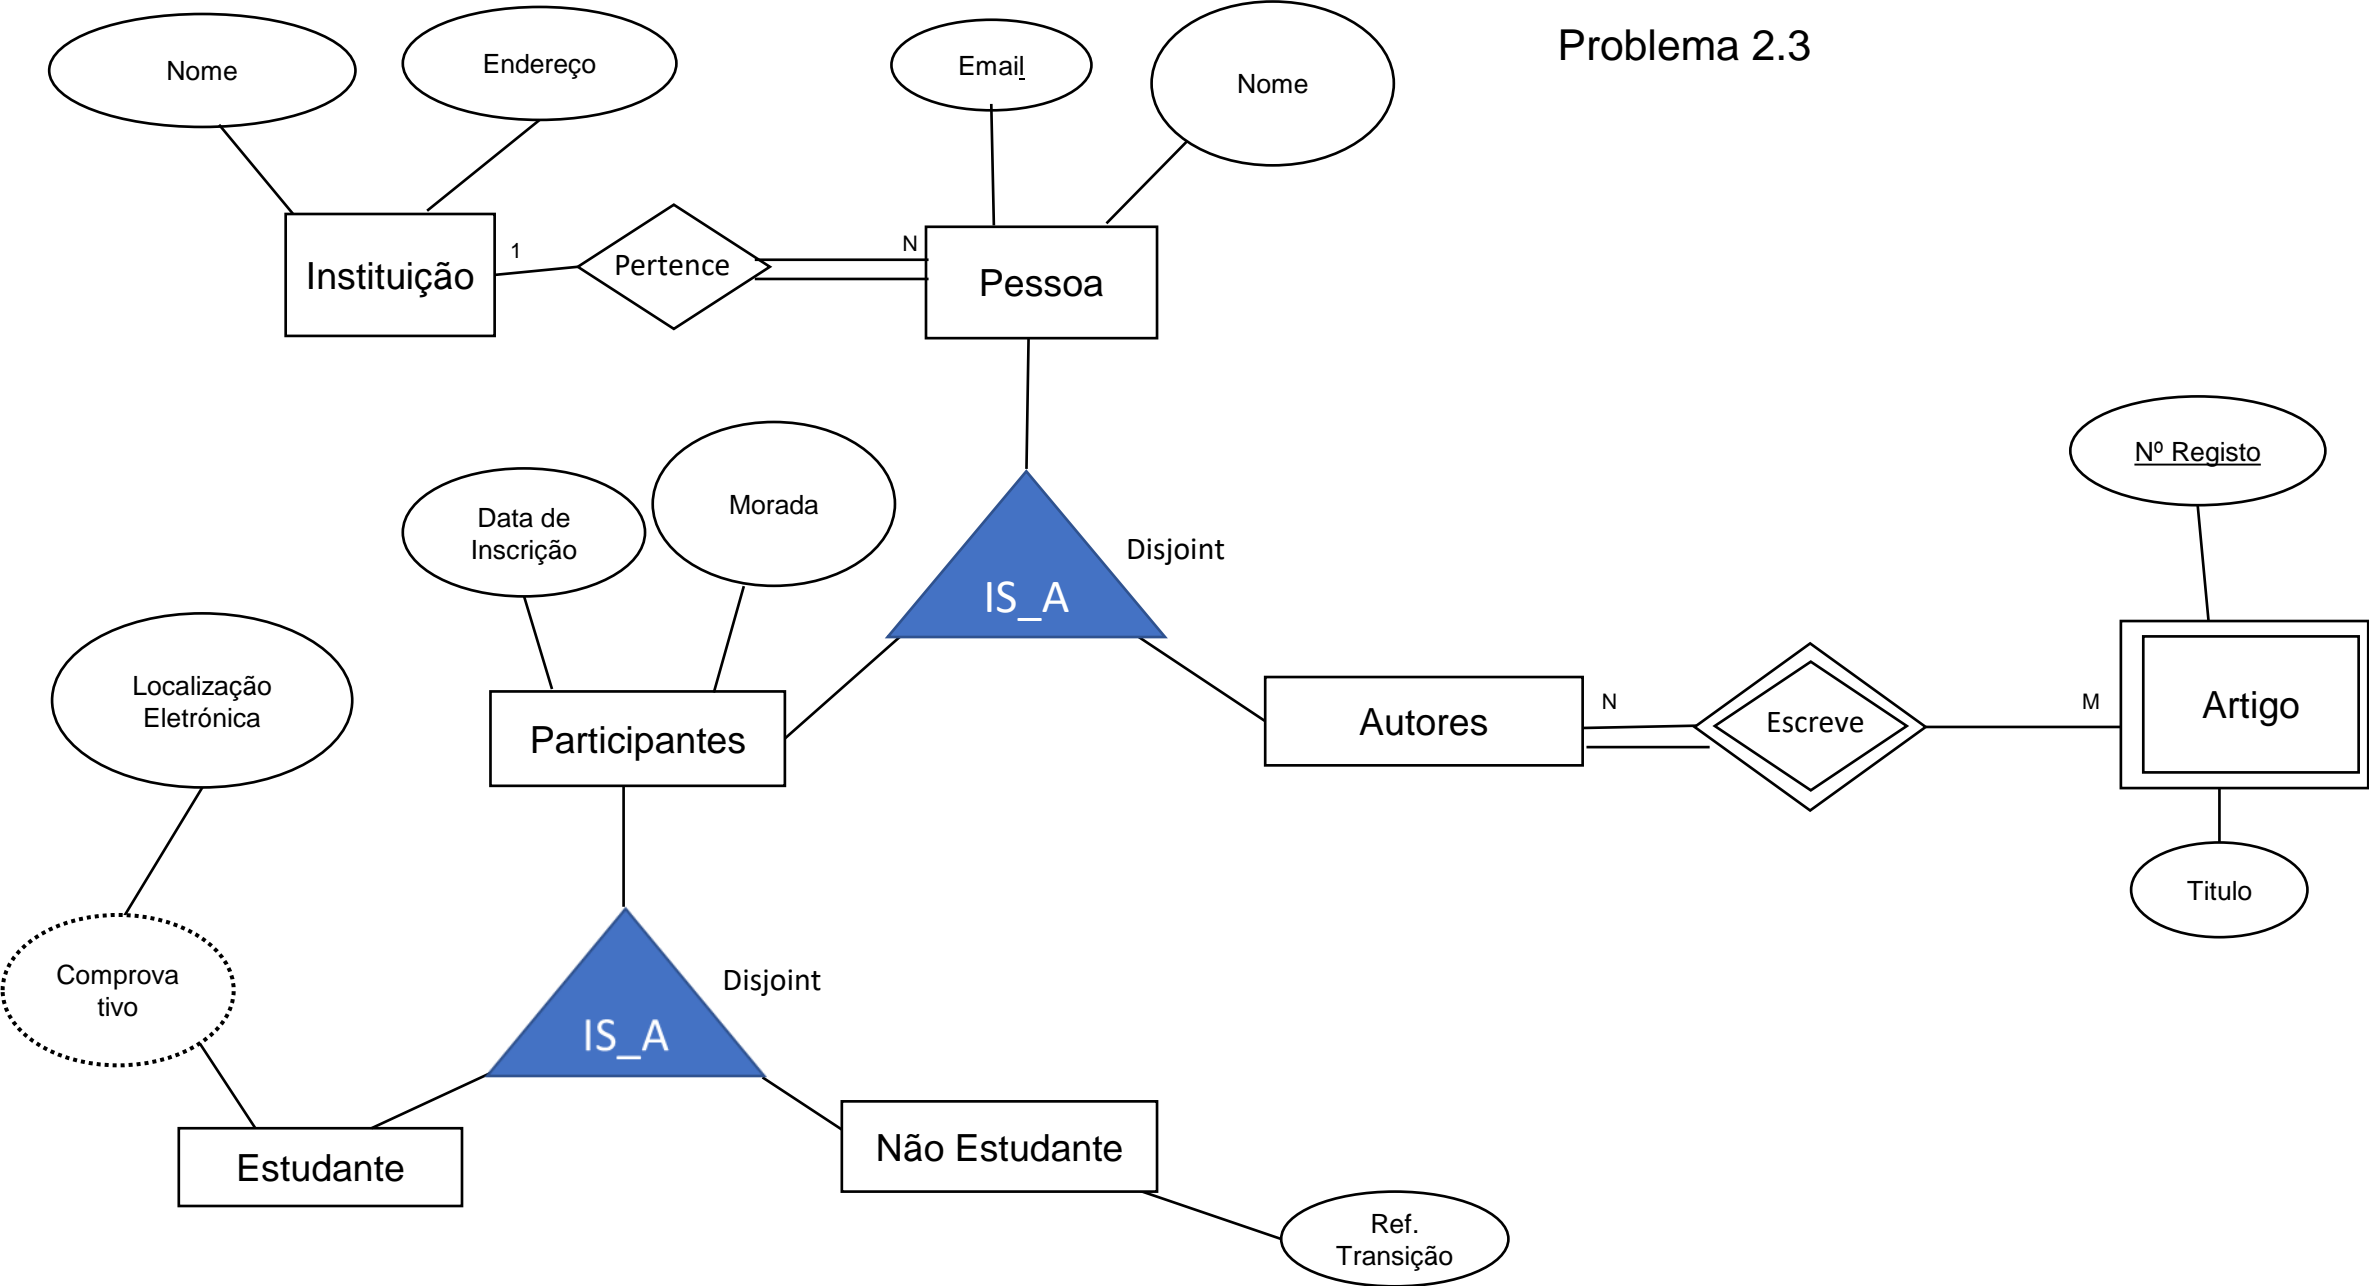 Problema 2.3
Nome
Endereço
Email
Nome
Instituição
1
Pertence
N
Pessoa
Data de
Inscrição
Morada
Disjoint
IS_A
Nº Registo
Localização
Eletrónica
Participantes
Autores
N
Escreve
M
Artigo
Titulo
Comprova
tivo
Disjoint
IS_A
Estudante
Não Estudante
Ref.
Transição